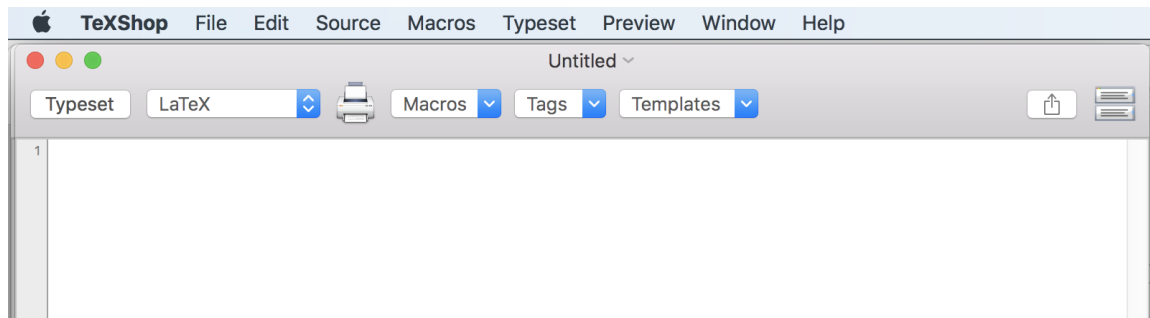 TeXShop File Edit Source Macros Typeset Preview Window Help
Untitled
Typeset LaTeX Macros Tags Templates
1